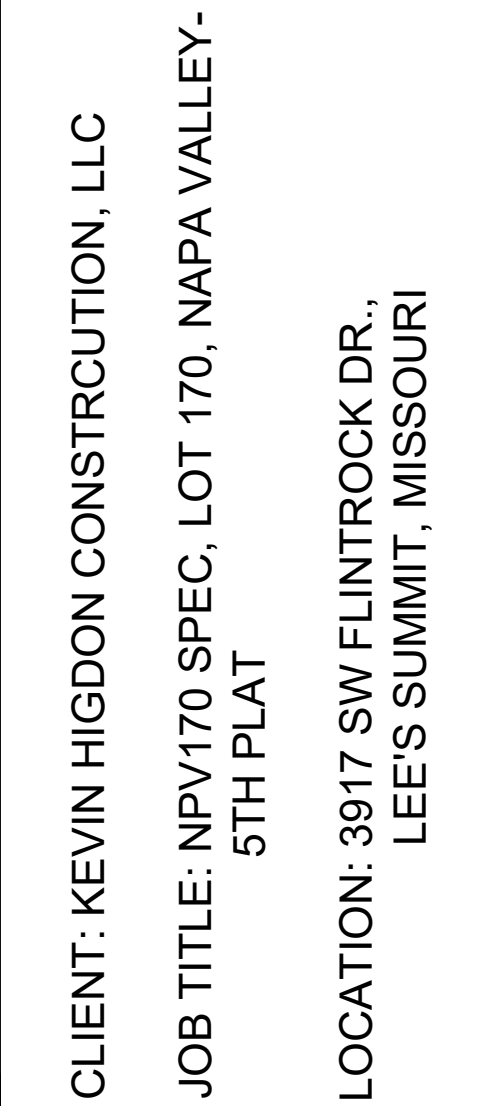 CLIENT: KEVIN HIGDON CONSTRCUTION, LLC
JOB TITLE: NPV170 SPEC, LOT 170, NAPA VALLEY-
5TH PLAT
LOCATION: 3917 SW FLINTROCK DR.,
LEE'S SUMMIT, MISSOURI